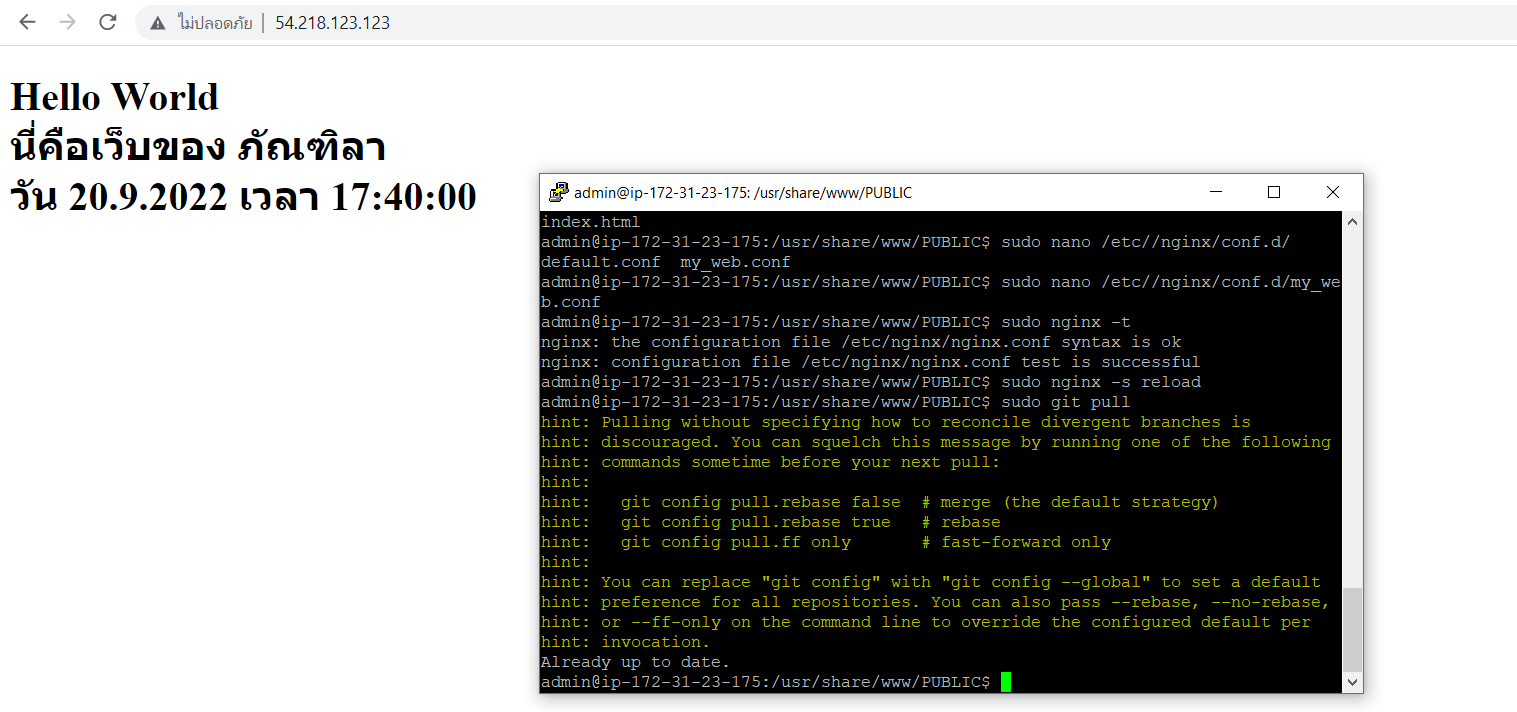 ไม่ปลอดภัย | 54.218.123.123
Hello World
นี่คือเว็บของ ภัณฑิลา
วัน 20.9.2022 เวลา 17:40:00
admin@ip-172-31-23-175: /usr/share/www/PUBLIC
index.html
admin@ip-172-31-23-175:/usr/share/www/PUBLIC$ sudo nano /etc//nginx/conf.d/
default.conf  my_web.conf
admin@ip-172-31-23-175:/usr/share/www/PUBLIC$ sudo nano /etc//nginx/conf.d/my_we
b.conf
admin@ip-172-31-23-175:/usr/share/www/PUBLIC$ sudo nginx -t
nginx: the configuration file /etc/nginx/nginx.conf syntax is ok
nginx: configuration file /etc/nginx/nginx.conf test is successful
admin@ip-172-31-23-175:/usr/share/www/PUBLIC$ sudo nginx -s reload
admin@ip-172-31-23-175:/usr/share/www/PUBLIC$ sudo git pull
hint: Pulling without specifying how to reconcile divergent branches is
hint: discouraged. You can squelch this message by running one of the following
hint: commands sometime before your next pull:
hint:
hint:   git config pull.rebase false  # merge (the default strategy)
hint:   git config pull.rebase true   # rebase
hint:   git config pull.ff only       # fast-forward only
hint:
hint: You can replace "git config" with "git config --global" to set a default
hint: preference for all repositories. You can also pass --rebase, --no-rebase,
hint: or --ff-only on the command line to override the configured default per
hint: invocation.
Already up to date.
admin@ip-172-31-23-175:/usr/share/www/PUBLIC$